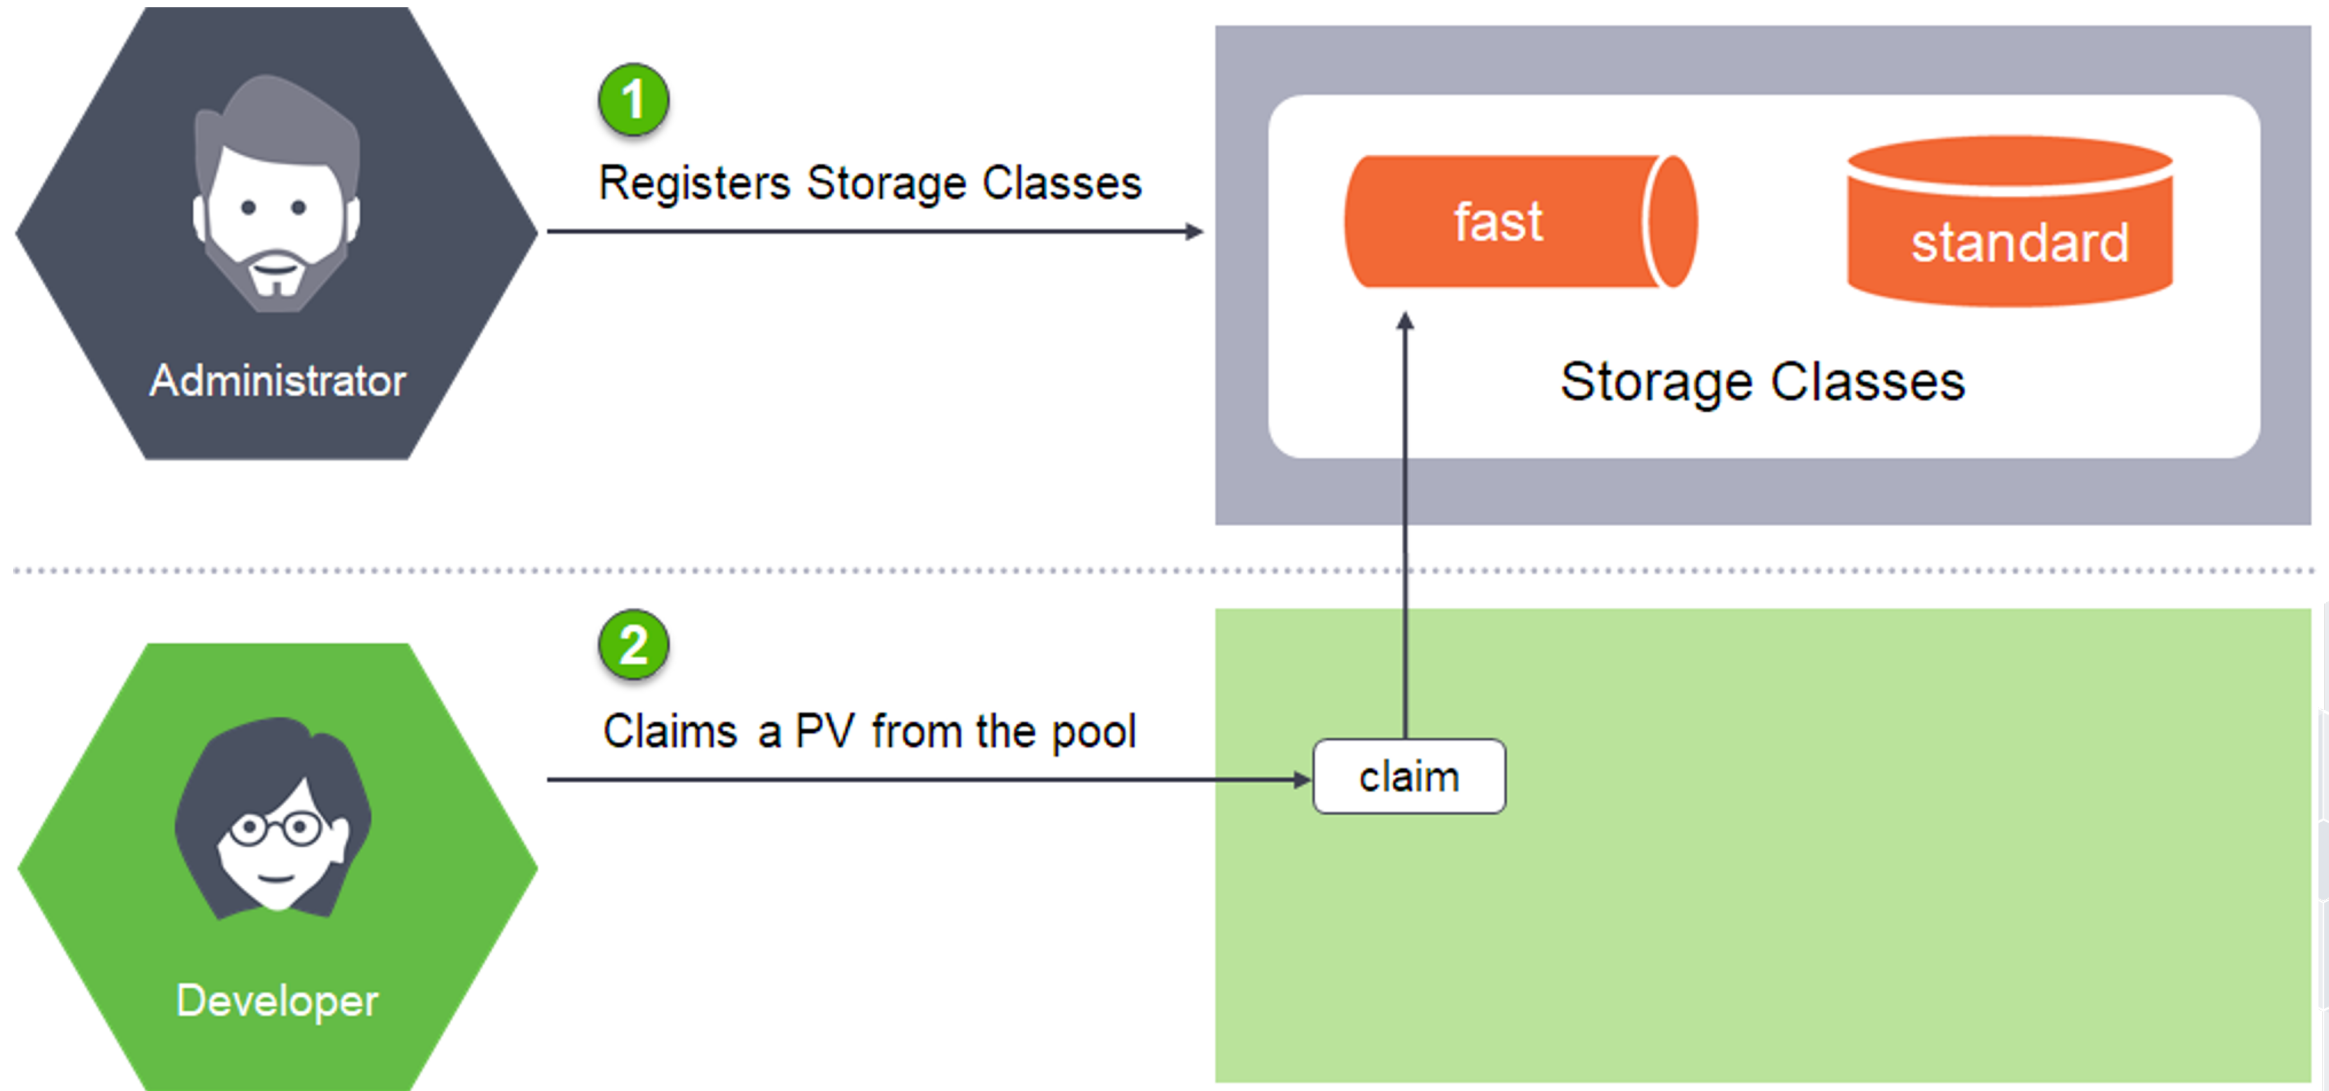 1
Registers Storage Classes
fast
standard
Administrator
Storage Classes
2
Claims a PV from the pool
claim
Developer